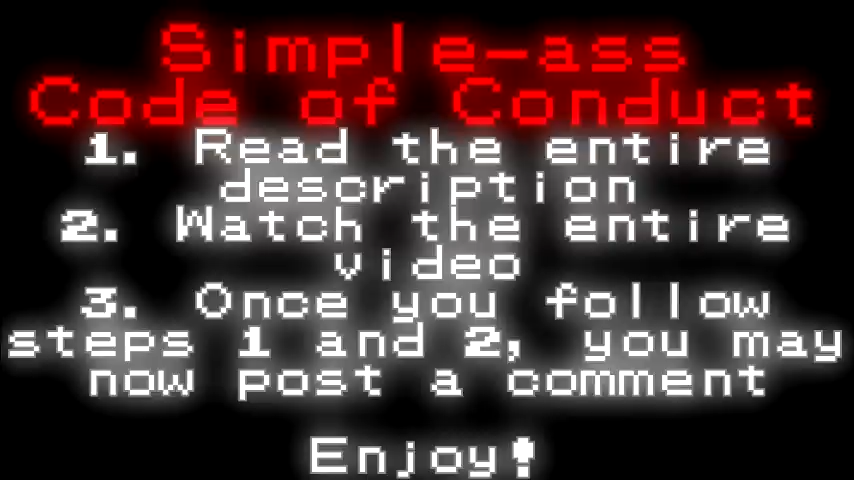 Simple-ass
Code of Conduct
1. Read the entire
description
2. Watch the entire
video
3. Once you follow
steps 1 and 2, you may
now post a comment
Enjoy!